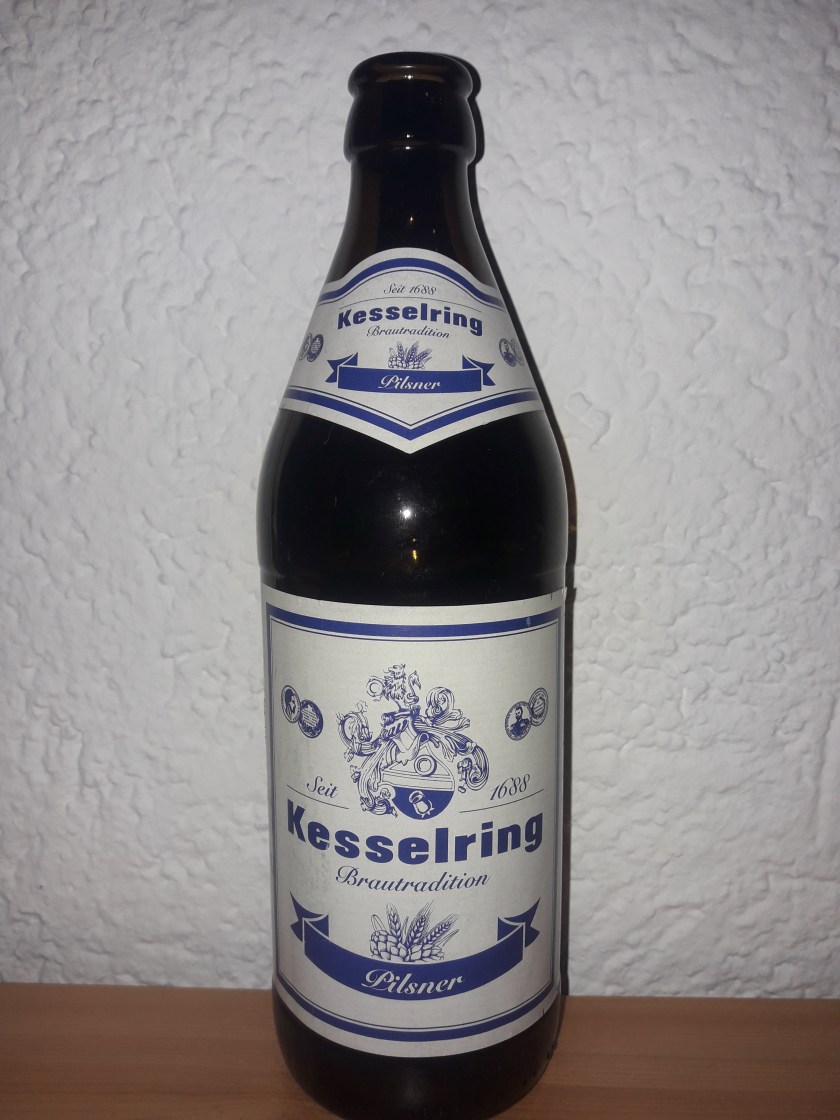 Seit 1688
Kesselring
Brautradition
Pilsner
Seit 1688
Kesselring
Brautradition
Pilsner